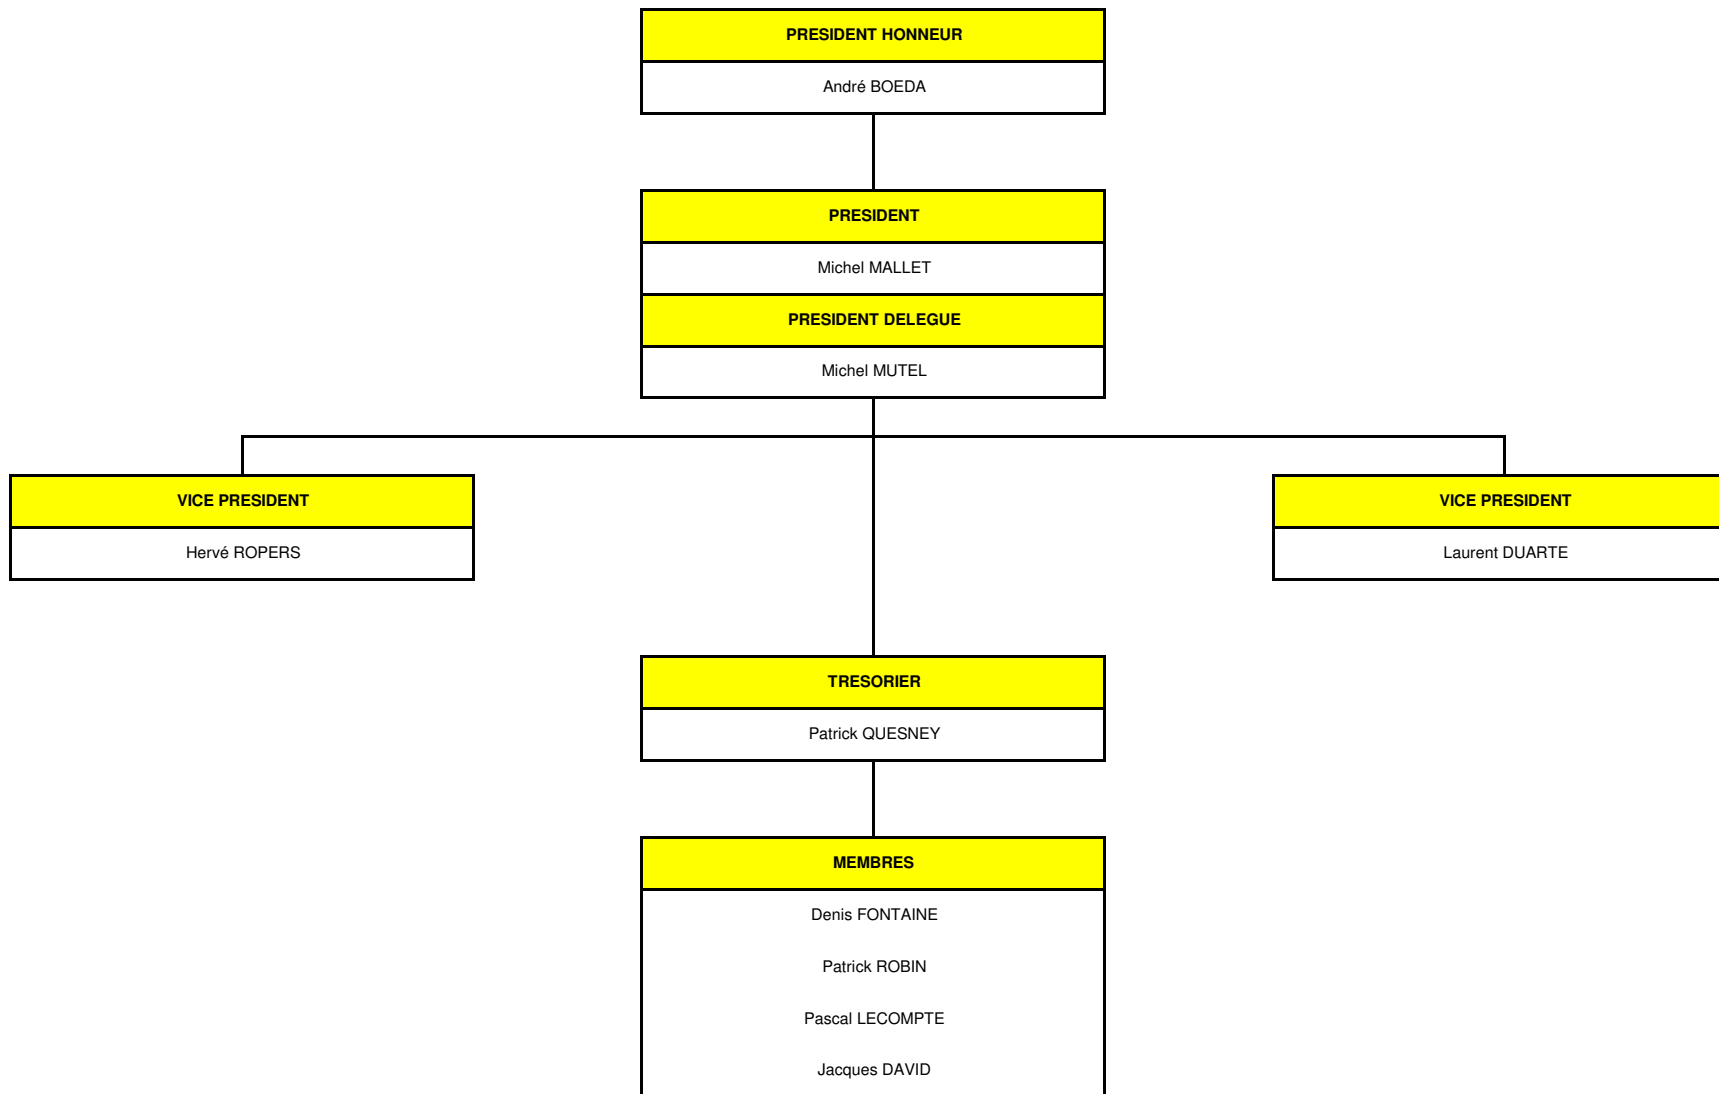 PRESIDENT HONNEUR
André BOEDA
PRESIDENT
Michel MALLET
PRESIDENT DELEGUE
Michel MUTEL
VICE PRESIDENT
Hervé ROPERS
VICE PRESIDENT
Laurent DUARTE
TRESORIER
Patrick QUESNEY
MEMBRES
Denis FONTAINE
Patrick ROBIN
Pascal LECOMPTE
Jacques DAVID